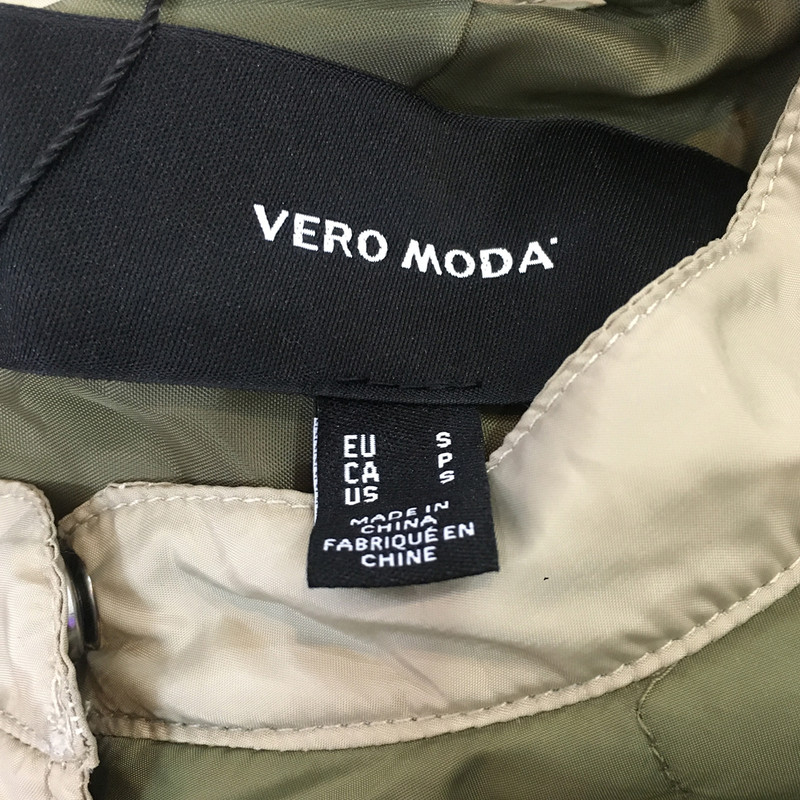 VERO MODA
EU S
CA P
US S
MADE IN
CHINA
FABRIQUÉ EN
CHINE